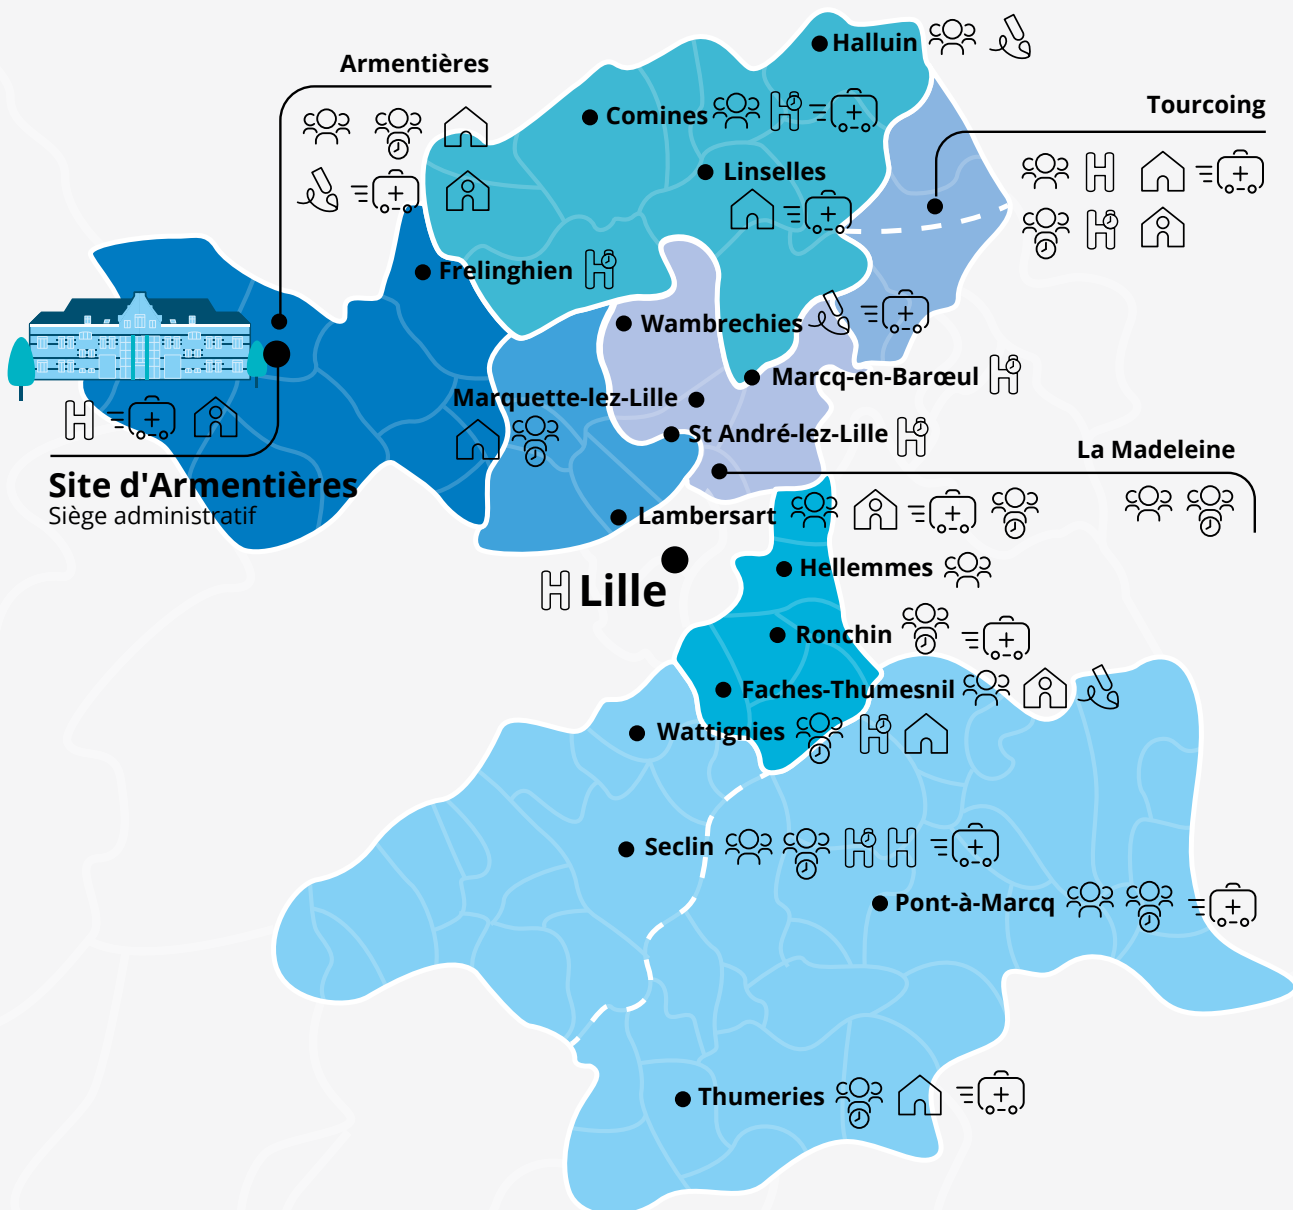 Halluin
Armentières
Comines
Tourcoing
Linselles
Frelinghien
Wambrechies
Marcq-en-Barœul
Marquette-lez-Lille
St André-lez-Lille
La Madeleine
Site d'Armentières
Siège administratif
Lambersart
Hellemmes
Lille
Ronchin
Faches-Thumesnil
Wattignies
Seclin
Pont-à-Marcq
Thumeries